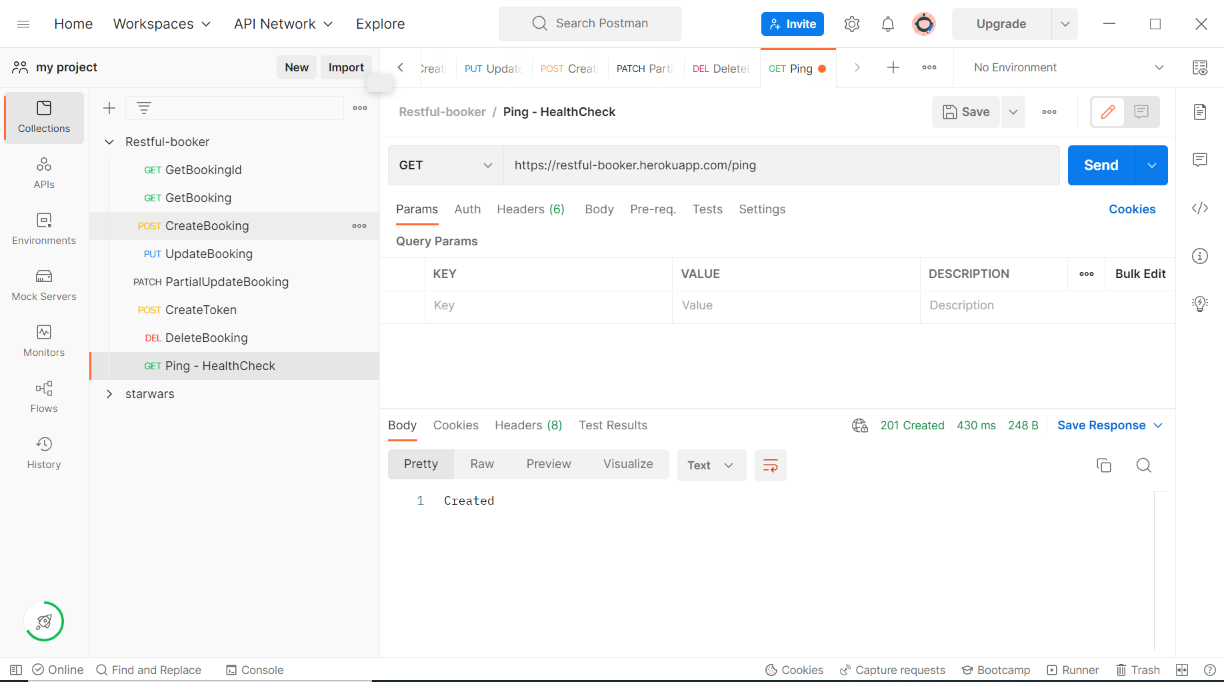 Home Workspaces API Network Explore Search Postman Invite Upgrade
my project New Import PUT Update POST Creat PATCH Parti DEL Delete GET Ping No Environment
Restful-booker / Ping - HealthCheck Save
Collections
APIs
Environments
Mock Servers
Monitors
Flows
History
Restful-booker
GET GetBookingId
GET GetBooking
POST CreateBooking
PUT UpdateBooking
PATCH PartialUpdateBooking
POST CreateToken
DEL DeleteBooking
GET Ping - HealthCheck
starwars
GET https://restful-booker.herokuapp.com/ping Send
Params Auth Headers (6) Body Pre-req. Tests Settings Cookies
Query Params
KEY VALUE DESCRIPTION Bulk Edit
Key Value Description
Body Cookies Headers (8) Test Results 201 Created 430 ms 248 B Save Response
Pretty Raw Preview Visualize Text
1 Created
Online Find and Replace Console Cookies Capture requests Bootcamp Runner Trash